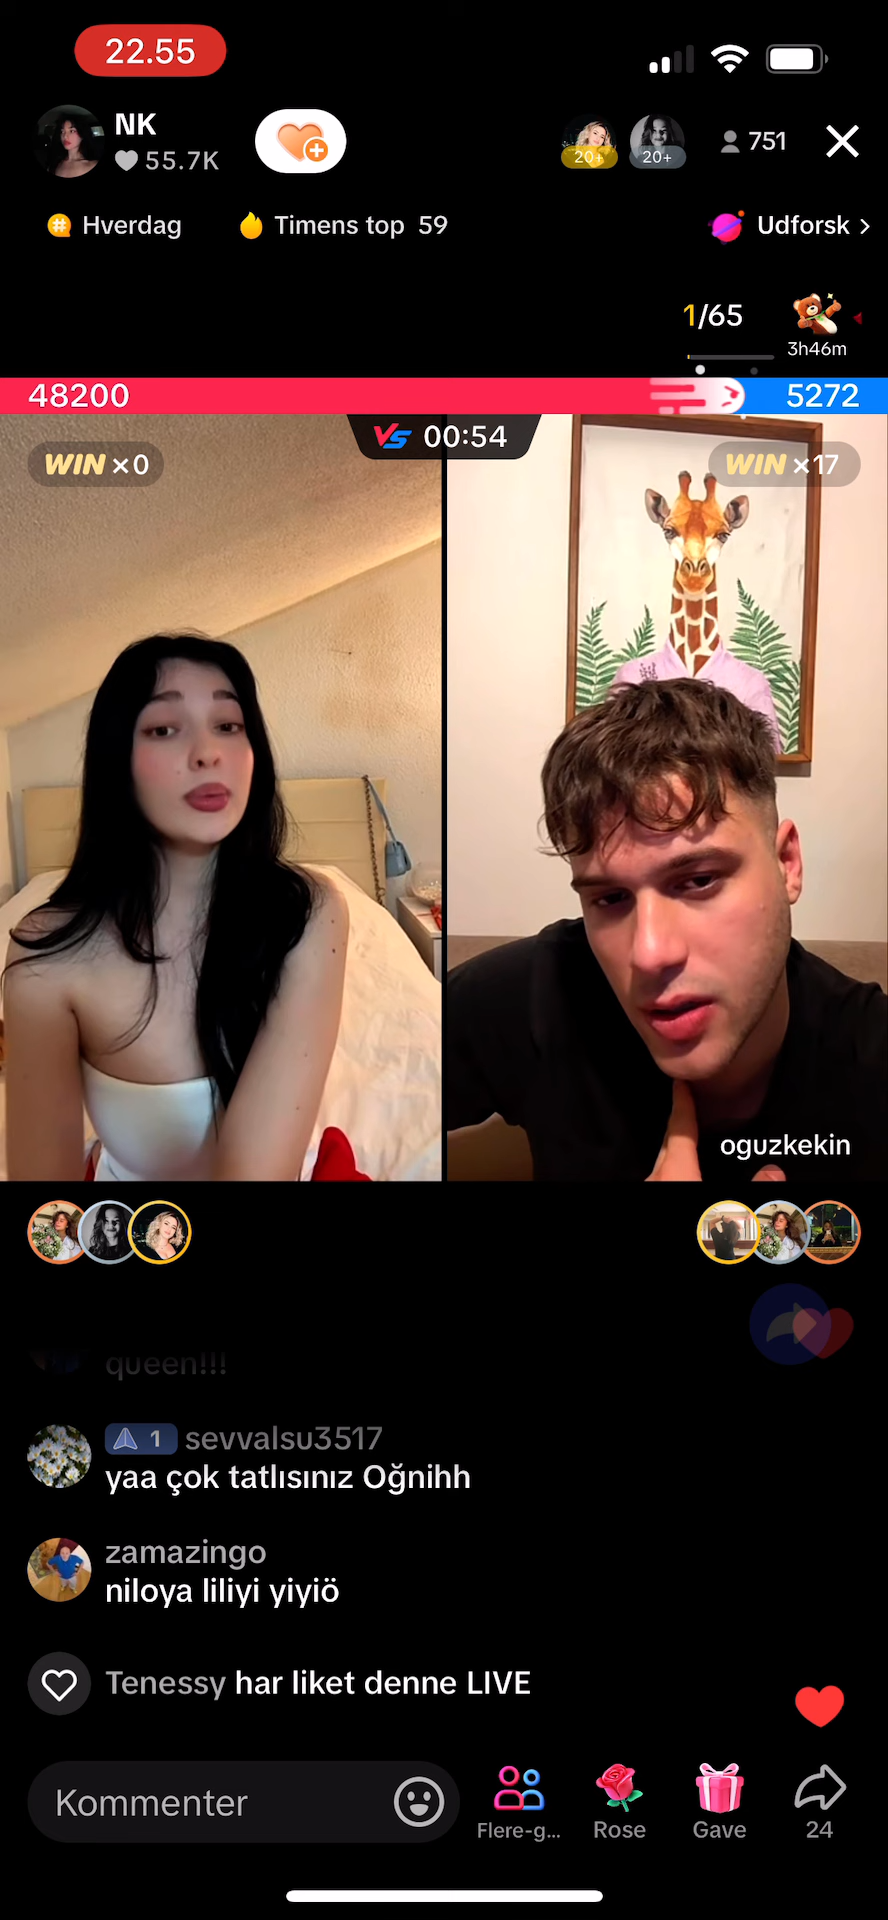 22.55
NK
55.7K
20+
20+
751
Hverdag
Timens top 59
Udforsk >
1/65
3h46m
48200
5272
VS 00:54
WIN ×0
WIN ×17
oguzkekin
queen!!!
1 sevvalsu3517
yaa çok tatlısınız Oğnihh
zamazingo
niloya liliyi yiyiö
Tenessy har liket denne LIVE
Kommenter
Flere-g...
Rose
Gave
24